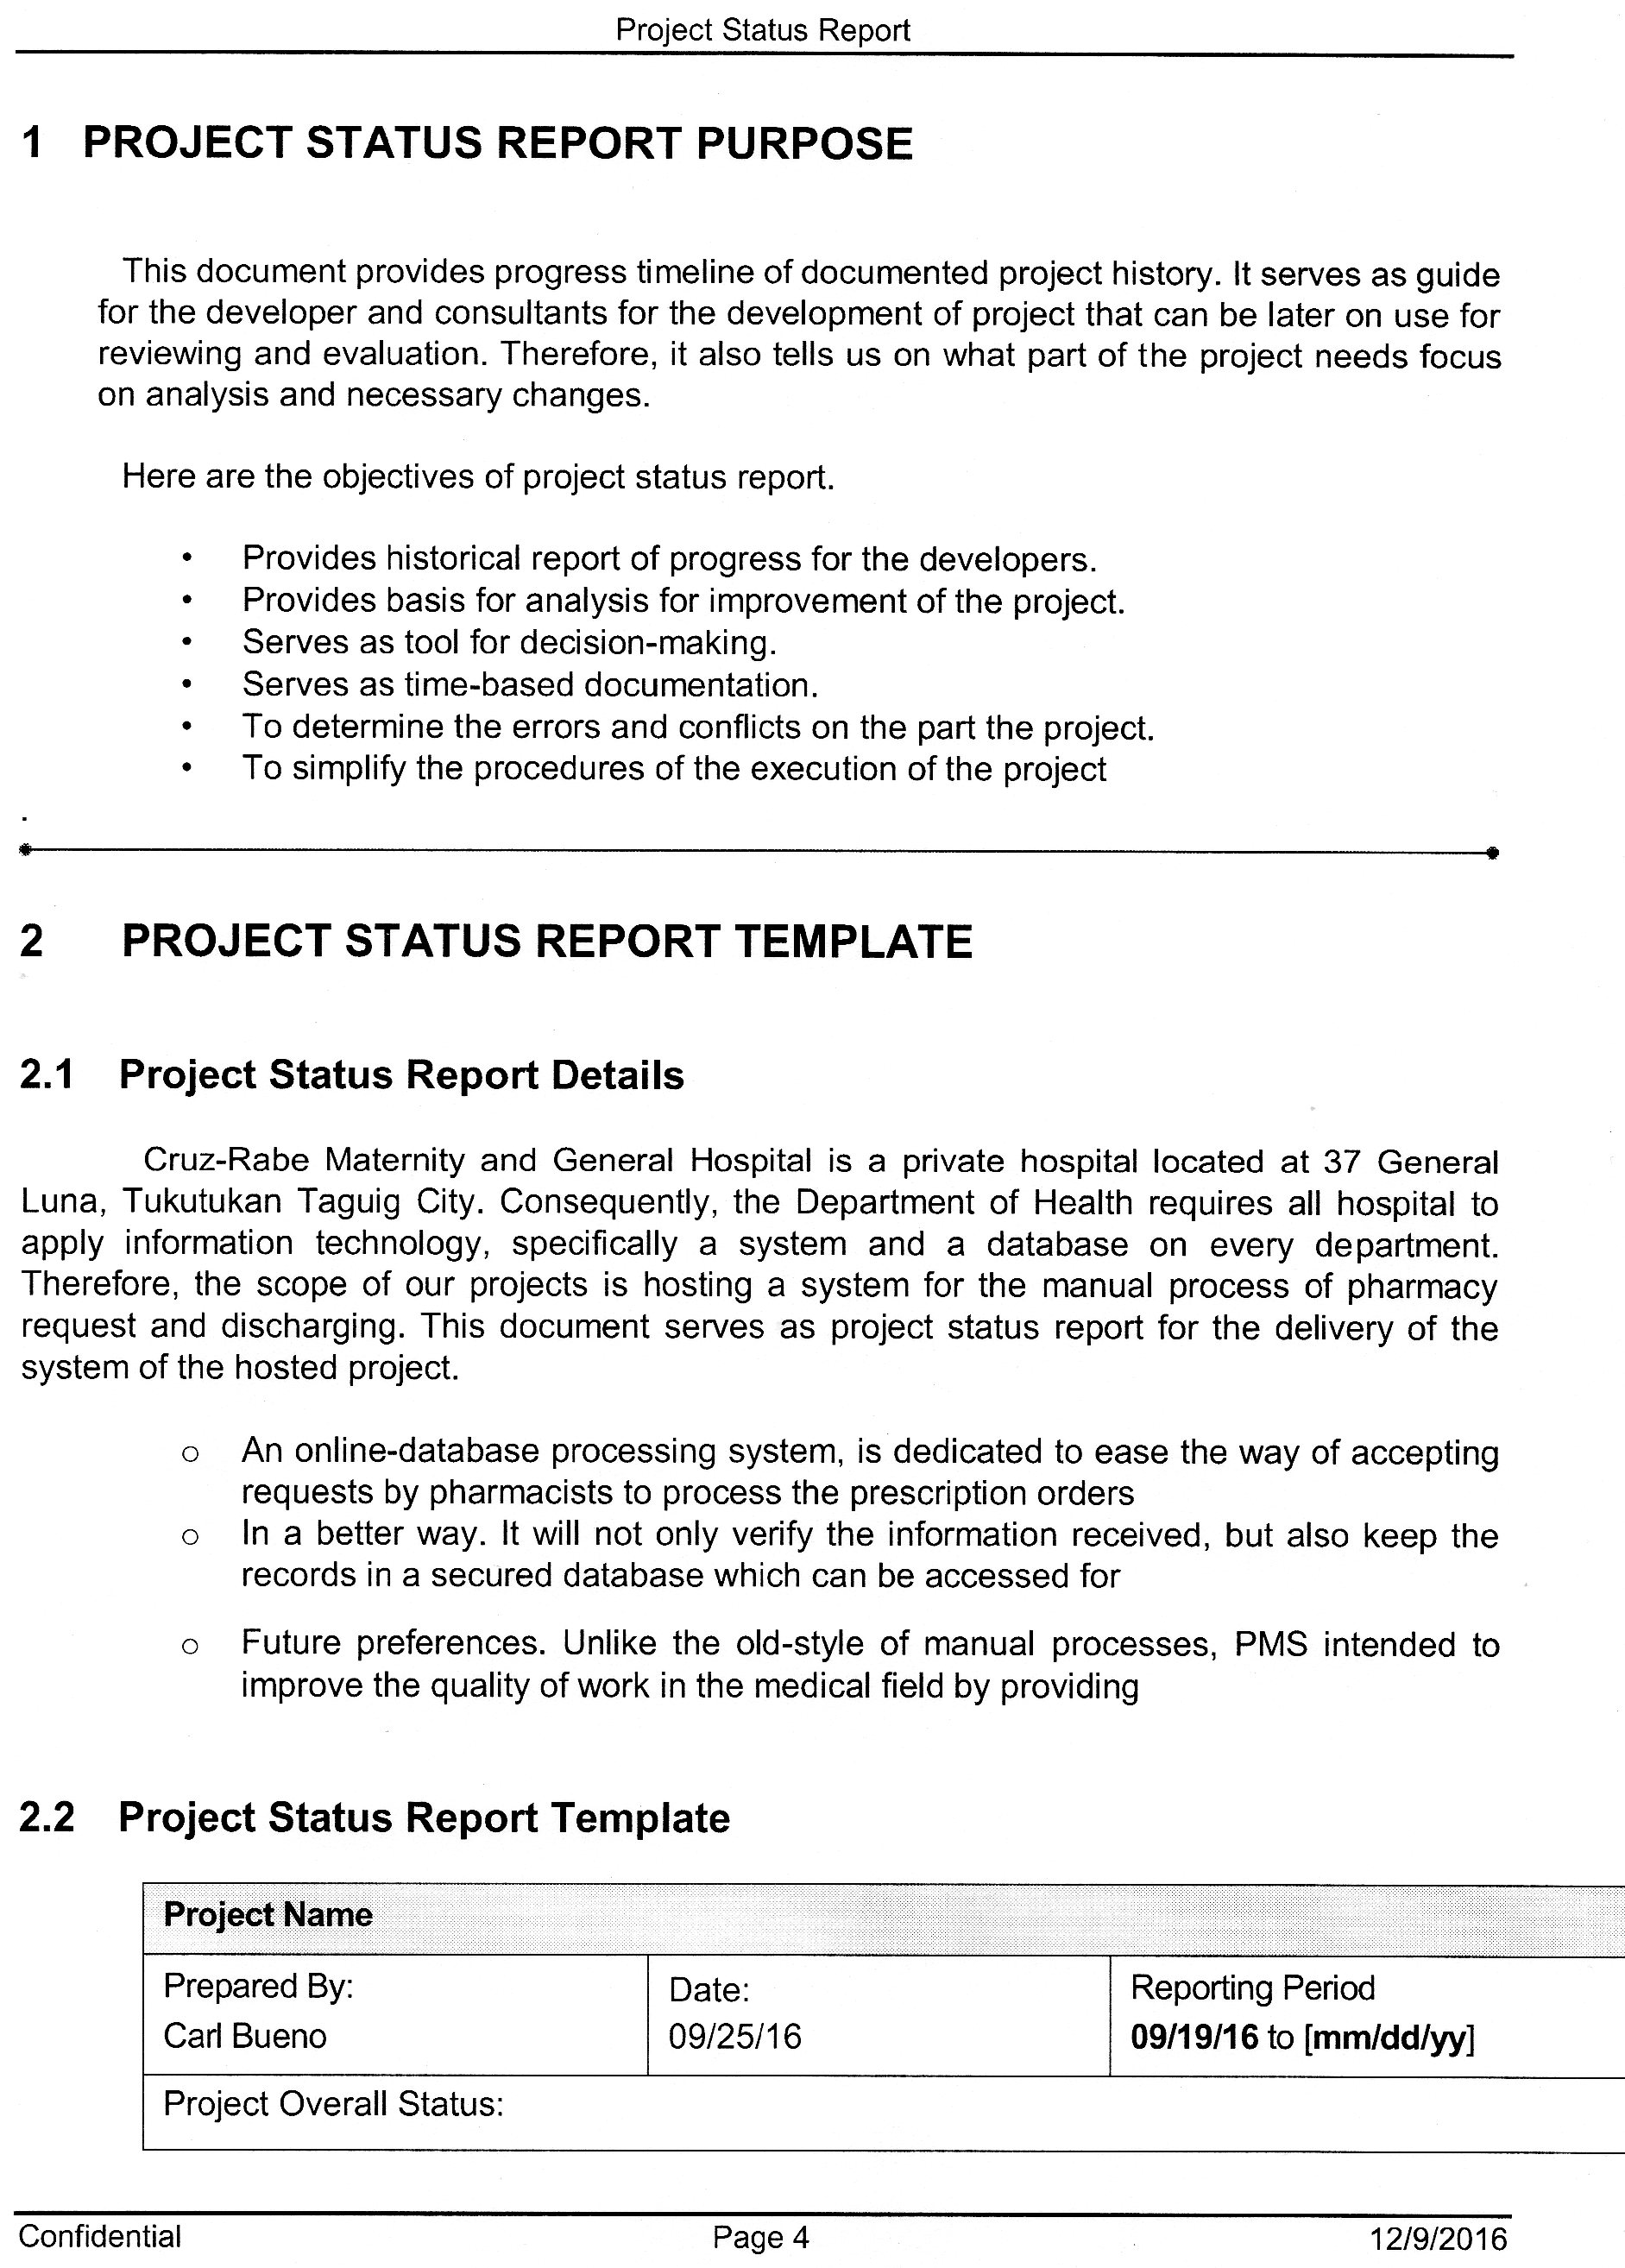 Project Status Report
1 PROJECT STATUS REPORT PURPOSE
This document provides progress timeline of documented project history. It serves as guide
for the developer and consultants for the development of project that can be later on use for
reviewing and evaluation. Therefore, it also tells us on what part of the project needs focus
on analysis and necessary changes.
Here are the objectives of project status report.
• Provides historical report of progress for the developers.
• Provides basis for analysis for improvement of the project.
• Serves as tool for decision-making.
• Serves as time-based documentation.
• To determine the errors and conflicts on the part the project.
• To simplify the procedures of the execution of the project
.
2 PROJECT STATUS REPORT TEMPLATE
2.1 Project Status Report Details
Cruz-Rabe Maternity and General Hospital is a private hospital located at 37 General
Luna, Tukutukan Taguig City. Consequently, the Department of Health requires all hospital to
apply information technology, specifically a system and a database on every department.
Therefore, the scope of our projects is hosting a system for the manual process of pharmacy
request and discharging. This document serves as project status report for the delivery of the
system of the hosted project.
o An online-database processing system, is dedicated to ease the way of accepting
requests by pharmacists to process the prescription orders
o In a better way. It will not only verify the information received, but also keep the
records in a secured database which can be accessed for
o Future preferences. Unlike the old-style of manual processes, PMS intended to
improve the quality of work in the medical field by providing
2.2 Project Status Report Template
Project Name
Prepared By: Date: Reporting Period
Carl Bueno 09/25/16 09/19/16 to [mm/dd/yy]
Project Overall Status:
Confidential Page 4 12/9/2016